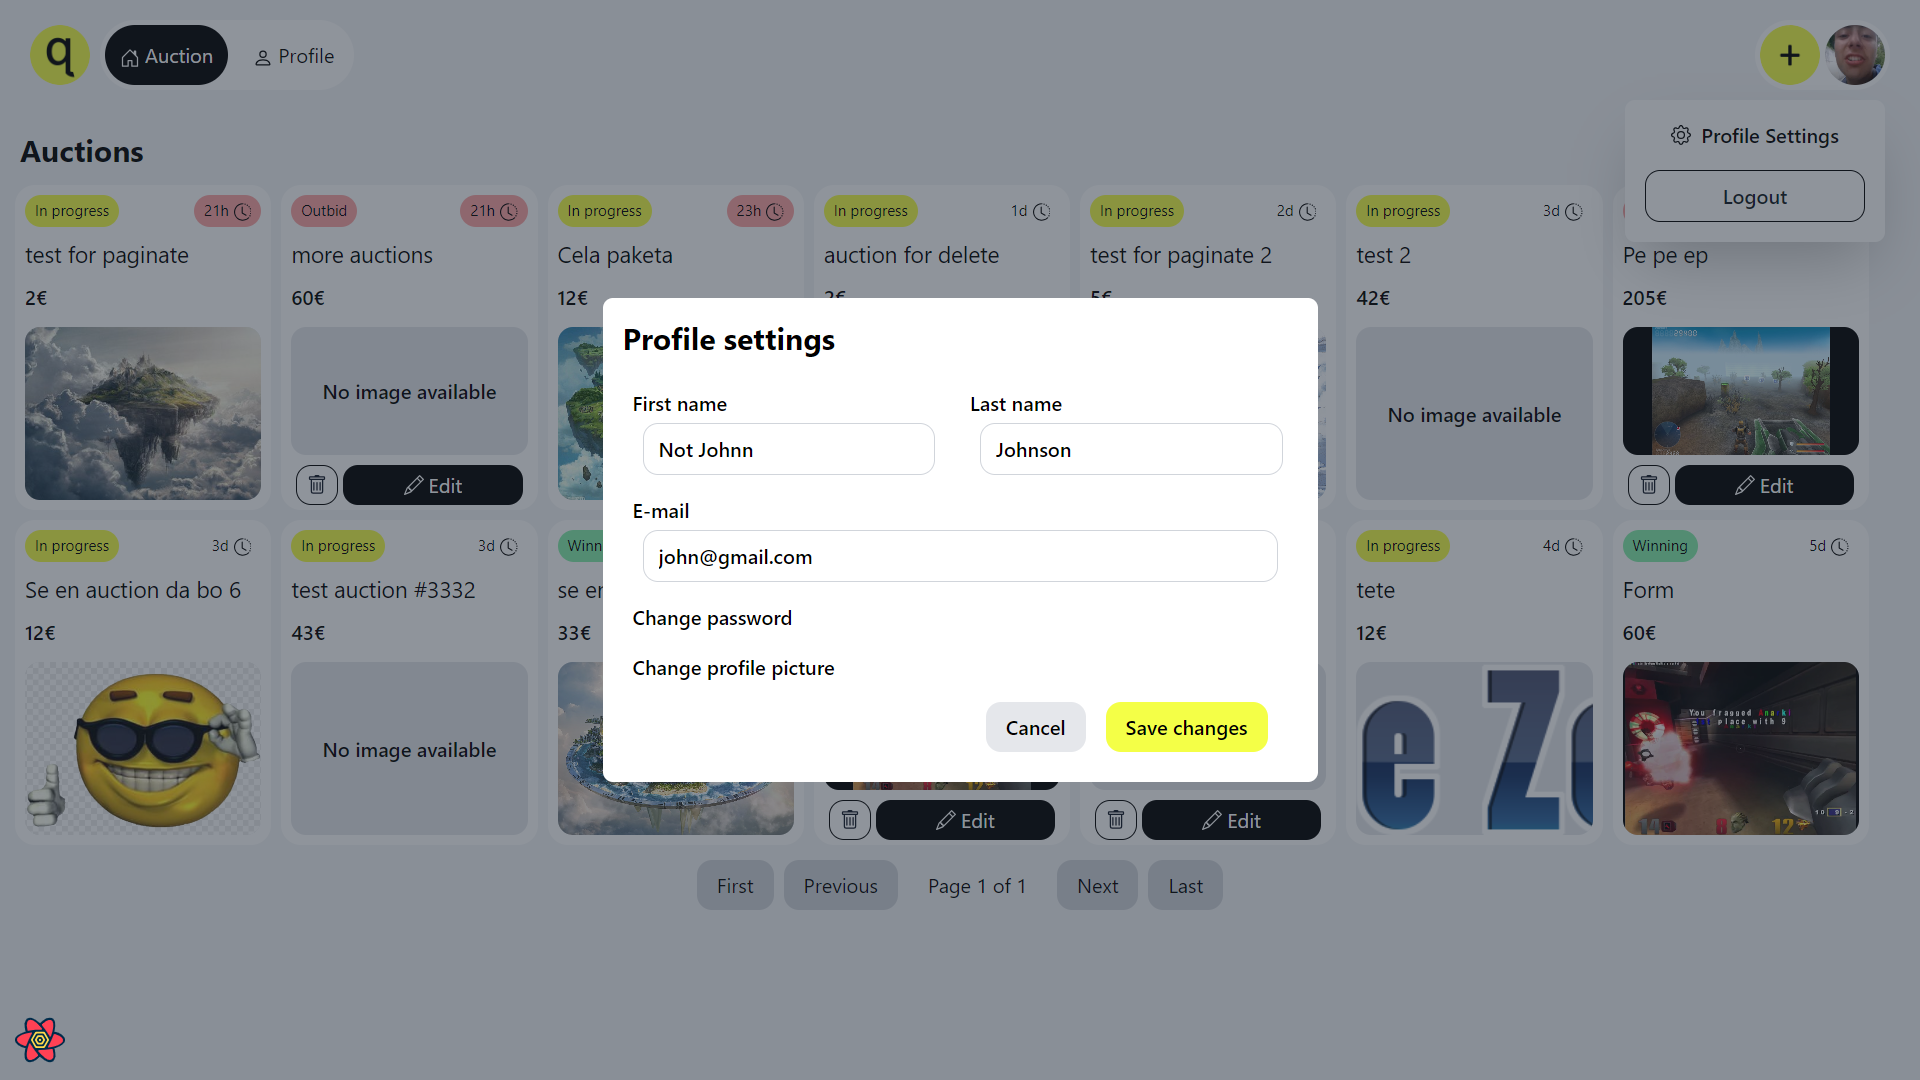 q
Auction
Profile
+
Profile Settings
Logout
Auctions
In progress
21h
test for paginate
2€
Outbid
21h
more auctions
60€
No image available
Edit
In progress
23h
Cela paketa
12€
In progress
1d
auction for delete
In progress
2d
test for paginate 2
In progress
3d
test 2
42€
No image available
Pe pe ep
205€
Edit
Profile settings
First name
Last name
Not Johnn
Johnson
E-mail
john@gmail.com
Change password
Change profile picture
Cancel
Save changes
In progress
3d
Se en auction da bo 6
12€
In progress
3d
test auction #3332
43€
No image available
Winn
se er
33€
Edit
Edit
In progress
4d
tete
12€
e Z
Winning
5d
Form
60€
You fragged Ana k
place with 9
First
Previous
Page 1 of 1
Next
Last